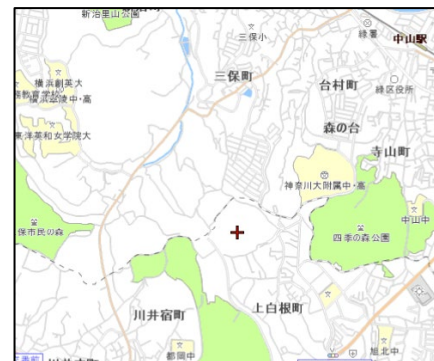 新治里山公園
三保小
緑署
中山駅
三保町
台村町
横浜創英大
緑区役所
横浜翠陵中・高
森の台
東洋英和女学院大
寺山町
神奈川大附属中・高
中山中
保市民の森
四季の森公園
川井宿町
上白根町
都岡中
旭北中